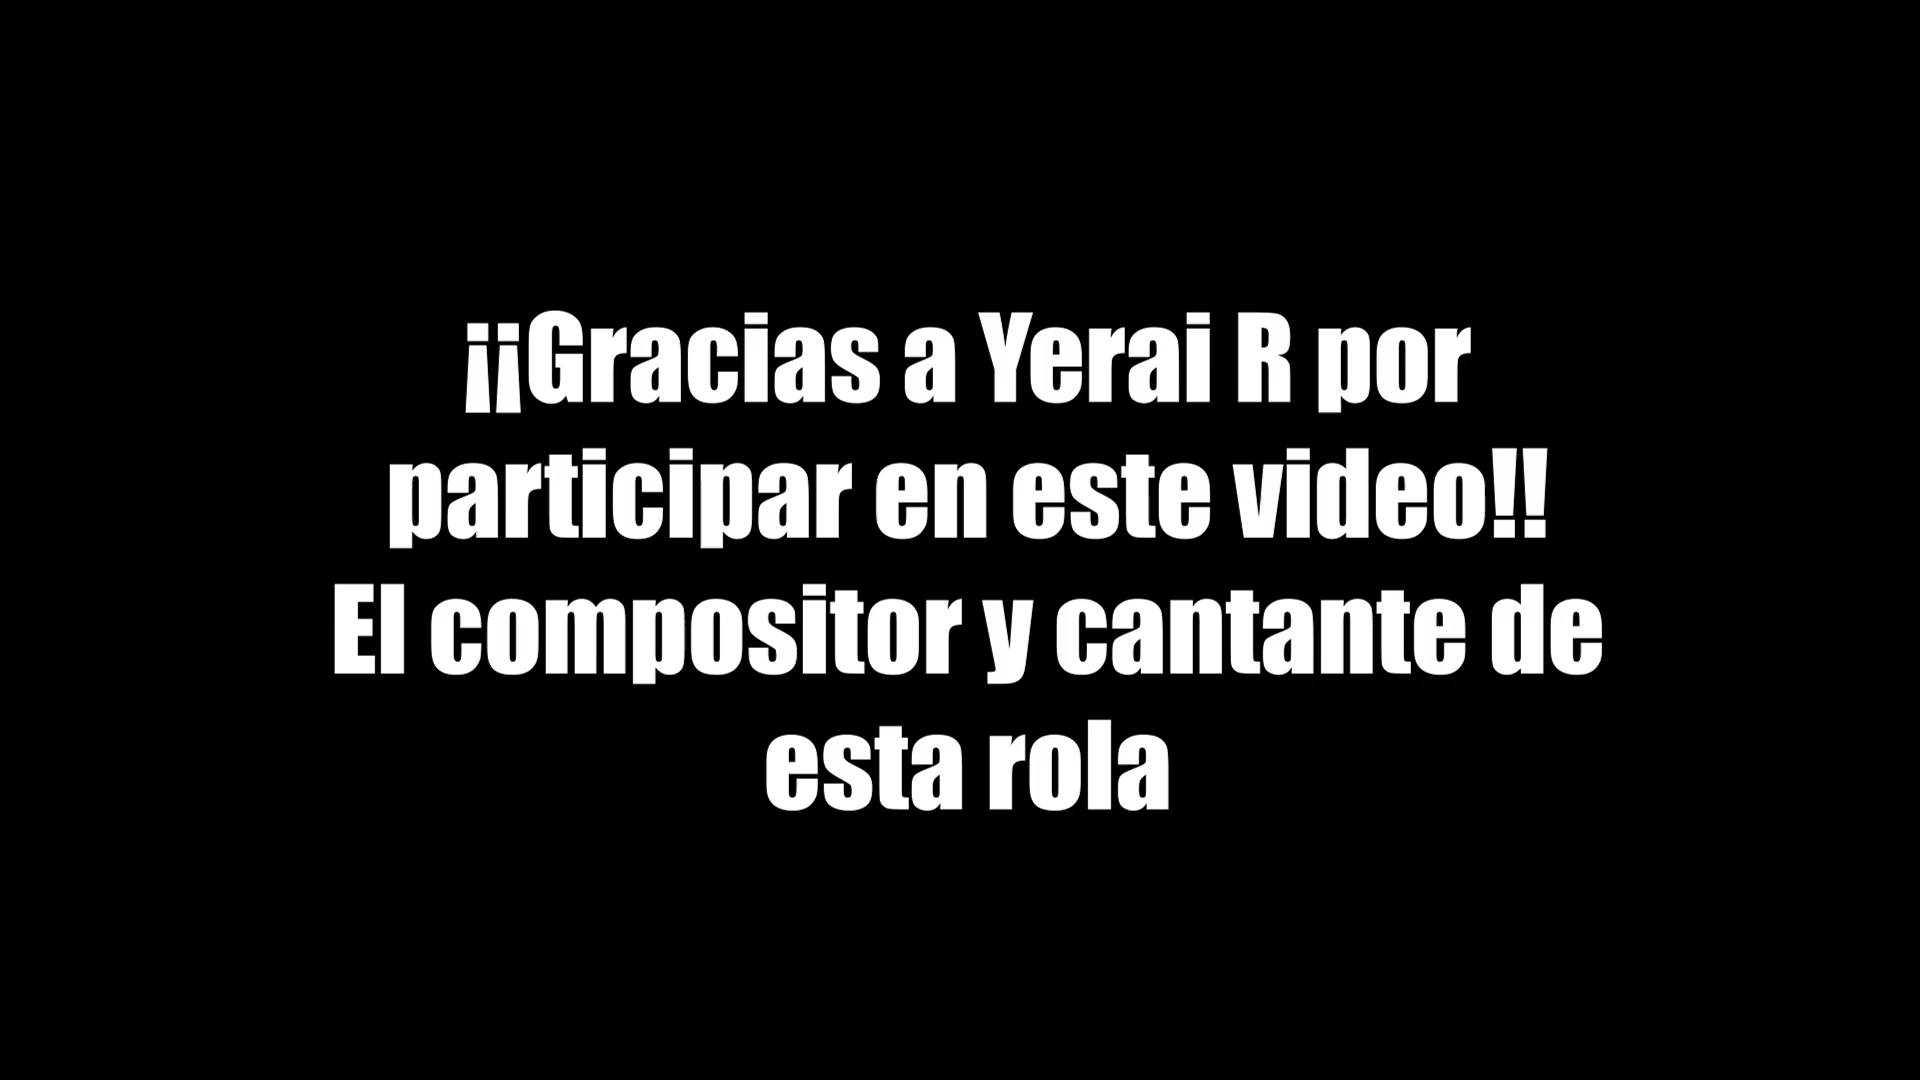 ¡¡Gracias a Yerai R por
participar en este video!!
El compositor y cantante de
esta rola